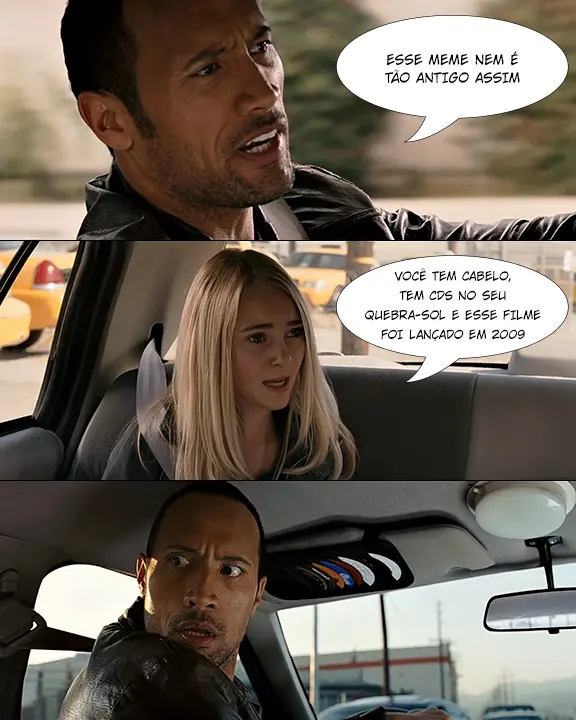 ESSE MEME NEM É
TÃO ANTIGO ASSIM
VOCÊ TEM CABELO,
TEM CDS NO SEU
QUEBRA-SOL E ESSE FILME
FOI LANÇADO EM 2009